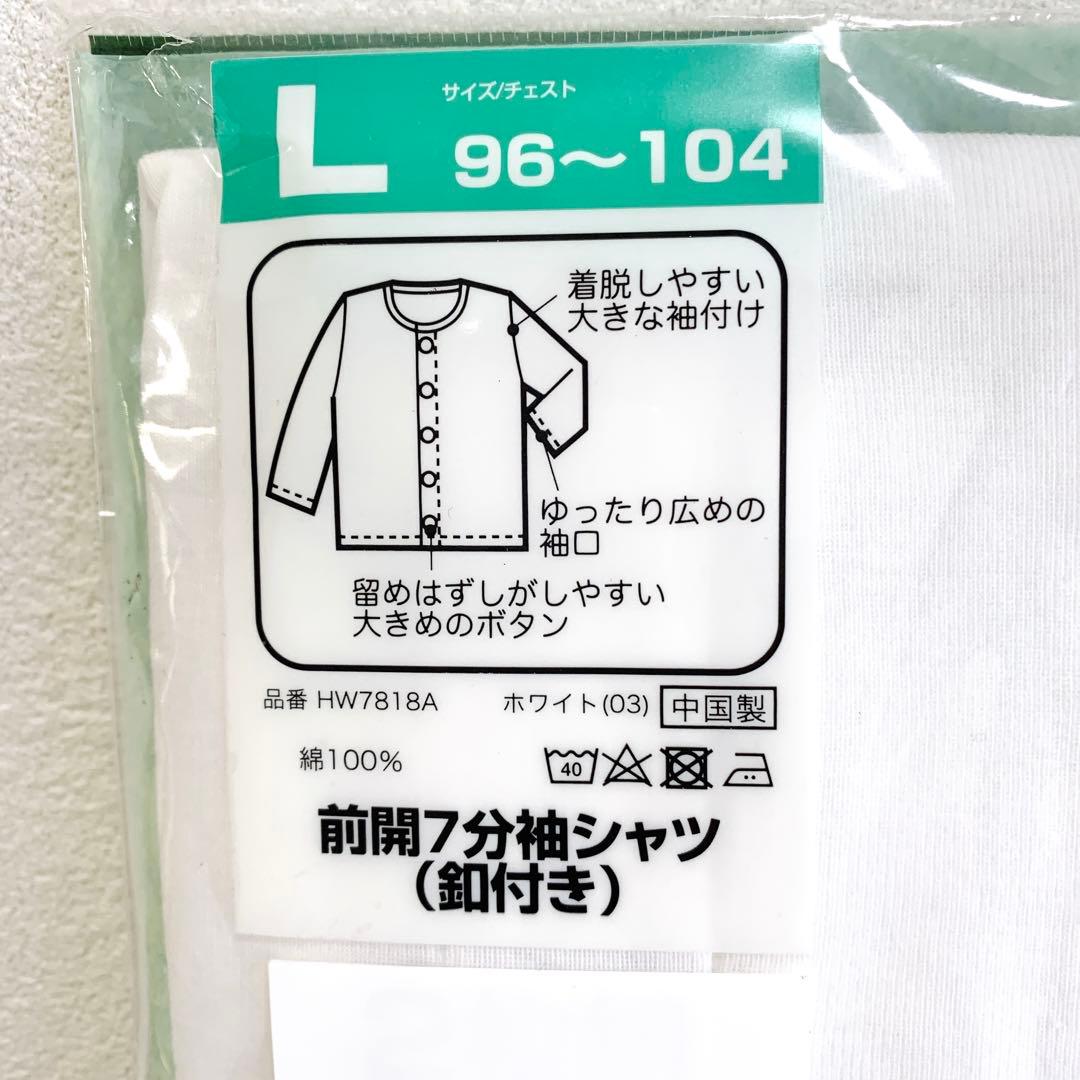 L
サイズ/チェスト
96〜104
着脱しやすい
大きな袖付け
ゆったり広めの
袖口
留めはずしがしやすい
大きめのボタン
品番 HW7818A ホワイト(03) 中国製
綿100% 40
前開7分袖シャツ
(釦付き)